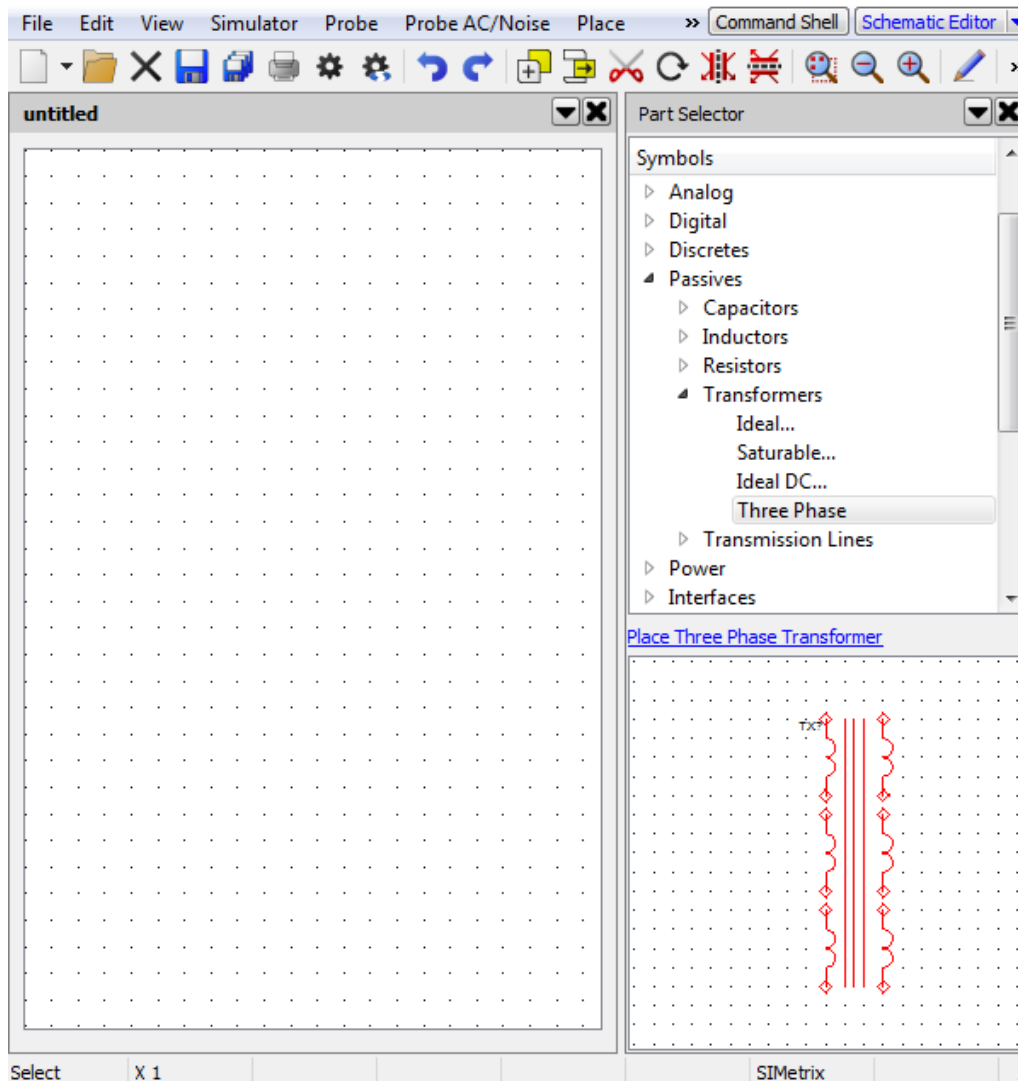 File Edit View Simulator Probe Probe AC/Noise Place » Command Shell Schematic Editor
untitled
Part Selector
Symbols
Analog
Digital
Discretes
Passives
Capacitors
Inductors
Resistors
Transformers
Ideal...
Saturable...
Ideal DC...
Three Phase
Transmission Lines
Power
Interfaces
Place Three Phase Transformer
TX?
Select X 1 SIMetrix